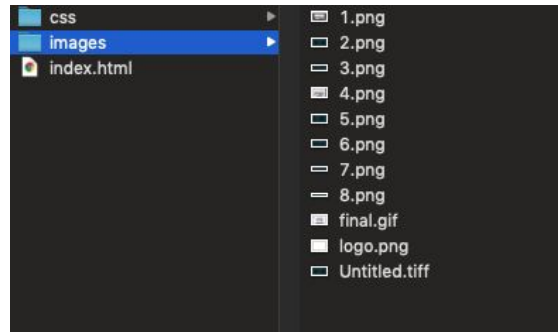 css
images
index.html
1.png
2.png
3.png
4.png
5.png
6.png
7.png
8.png
final.gif
logo.png
Untitled.tiff